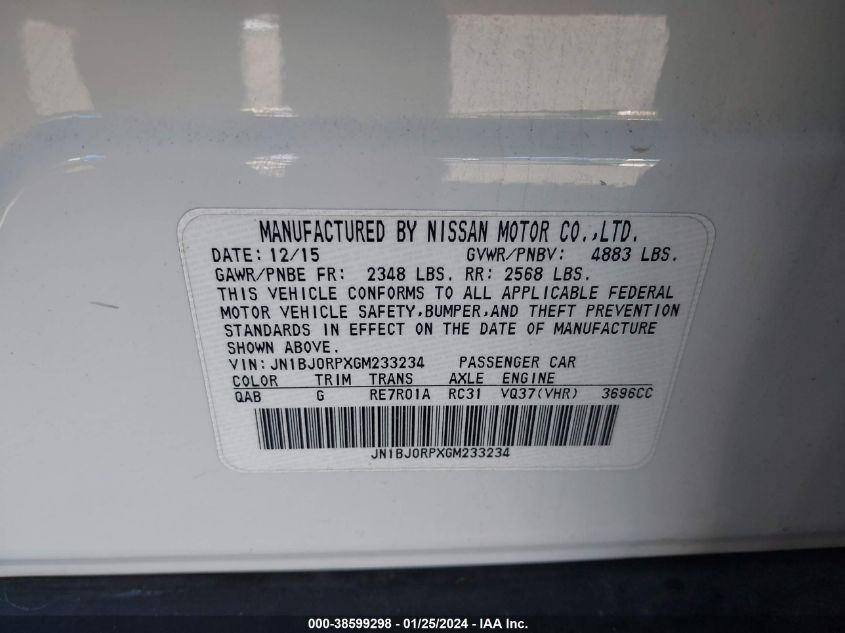 MANUFACTURED BY NISSAN MOTOR CO.,LTD.
DATE: 12/15 GVWR/PNBV: 4883 LBS.
GAWR/PNBE FR: 2348 LBS. RR: 2568 LBS.
THIS VEHICLE CONFORMS TO ALL APPLICABLE FEDERAL
MOTOR VEHICLE SAFETY,BUMPER,AND THEFT PREVENTION
STANDARDS IN EFFECT ON THE DATE OF MANUFACTURE
SHOWN ABOVE.
VIN: JN1BJ0RPXGM233234 PASSENGER CAR
COLOR TRIM TRANS AXLE ENGINE
QAB G RE7R01A RC31 VQ37(VHR) 3696CC
JN1BJ0RPXGM233234
000-38599298 - 01/25/2024 - IAA Inc.